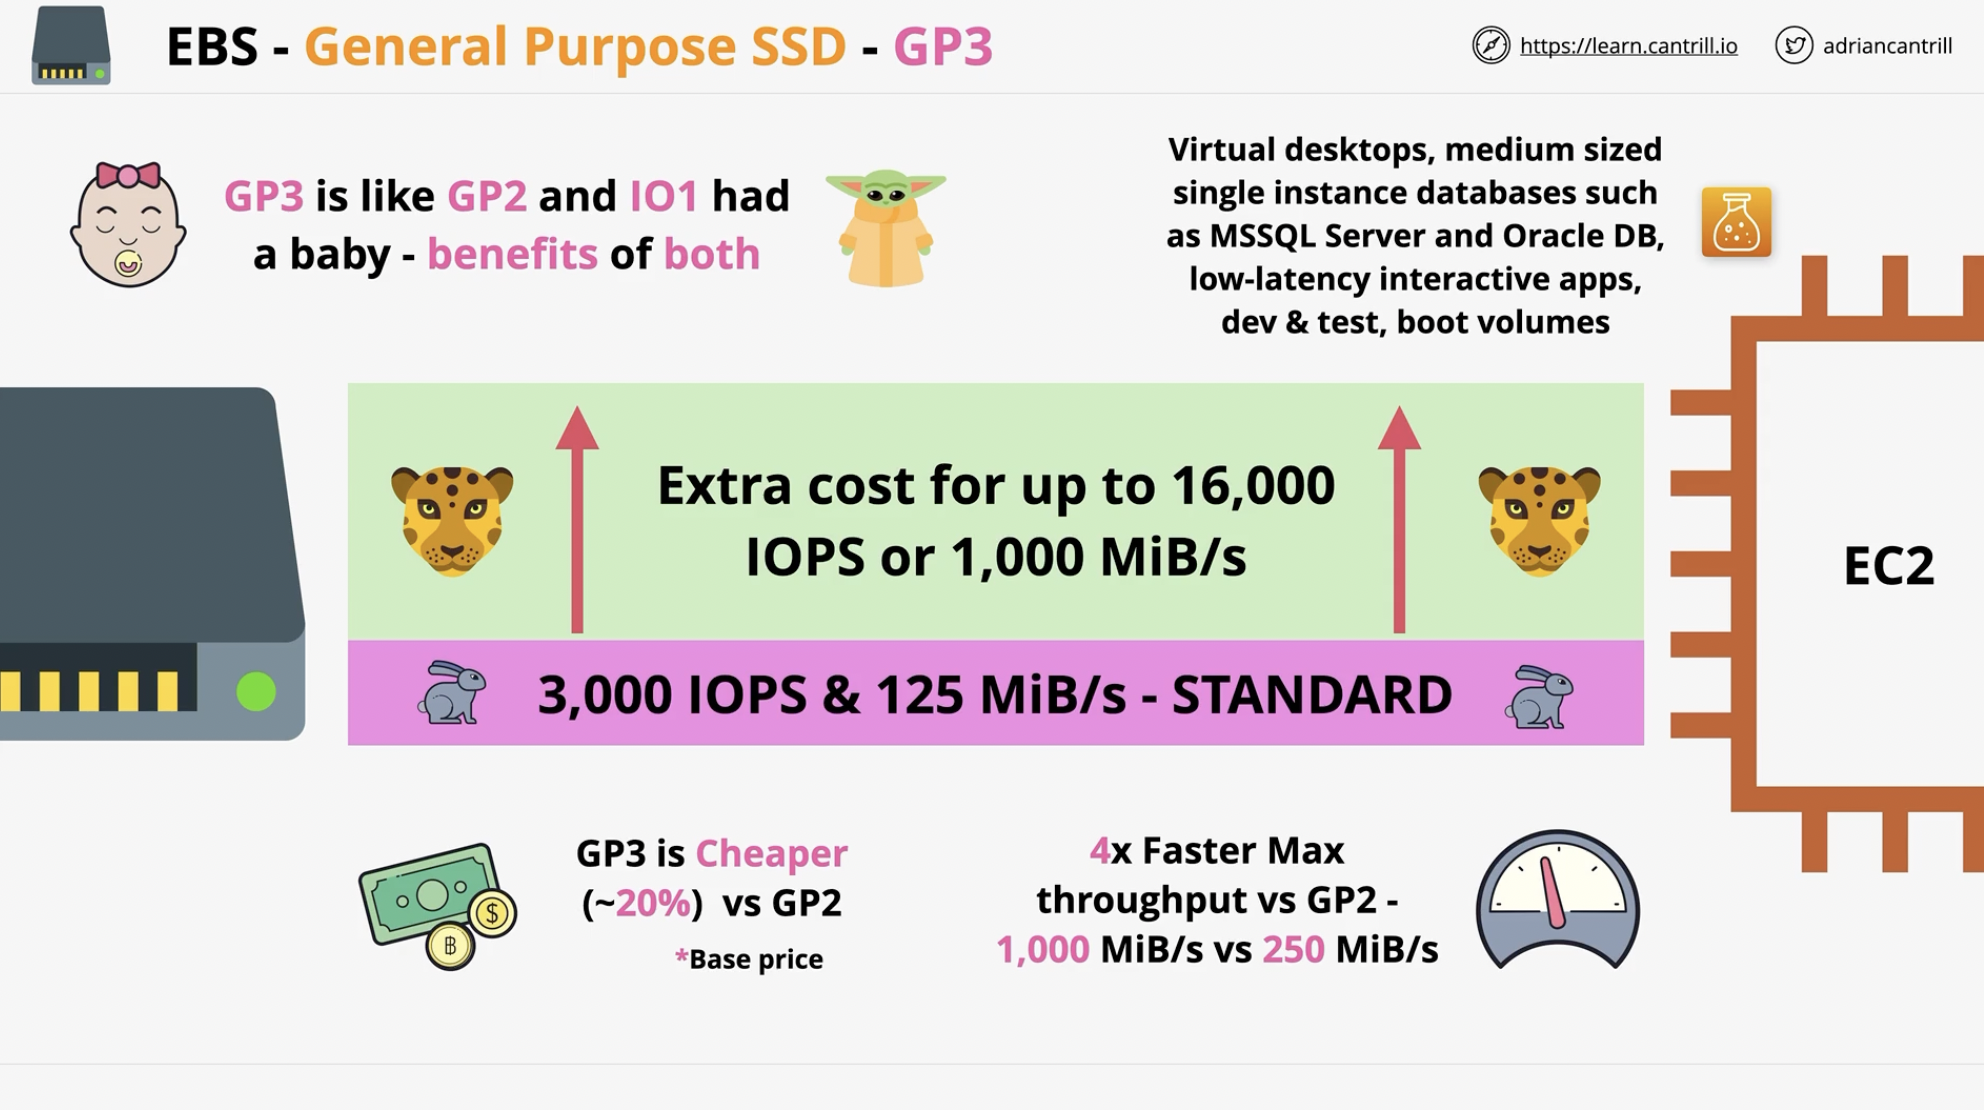 EBS - General Purpose SSD - GP3
https://learn.cantrill.io
adriancantrill
GP3 is like GP2 and IO1 had
a baby - benefits of both
Virtual desktops, medium sized
single instance databases such
as MSSQL Server and Oracle DB,
low-latency interactive apps,
dev & test, boot volumes
Extra cost for up to 16,000
IOPS or 1,000 MiB/s
3,000 IOPS & 125 MiB/s - STANDARD
EC2
GP3 is Cheaper
(~20%) vs GP2
*Base price
4x Faster Max
throughput vs GP2 -
1,000 MiB/s vs 250 MiB/s